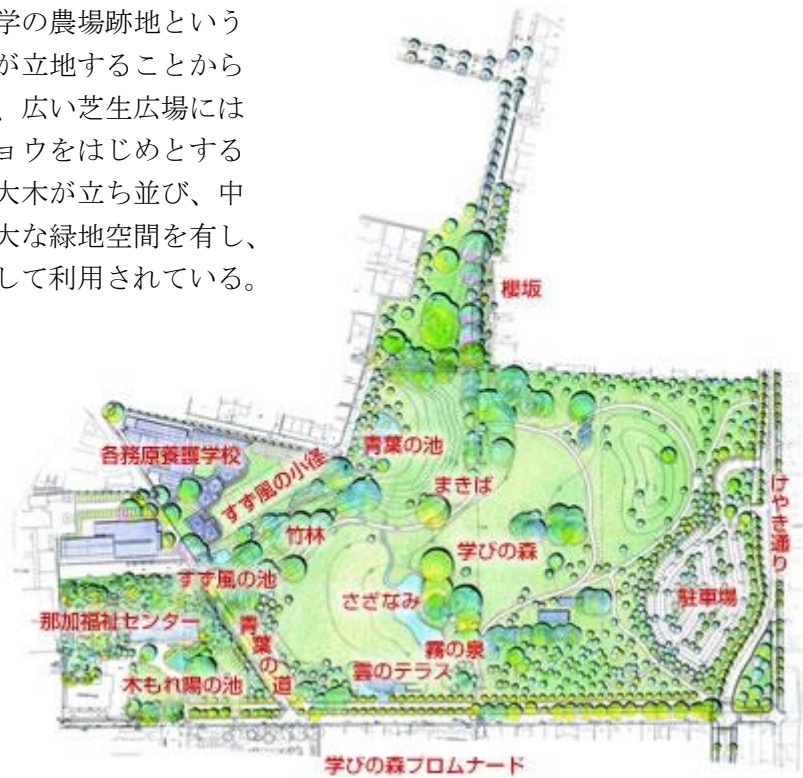 学の農場跡地という
が立地することから
、広い芝生広場には
ョウをはじめとする
大木が立ち並び、中
大な緑地空間を有し、
して利用されている。
櫻坂
青葉の池
各務原養護学校
すず風の小径
まきば
けやき通り
竹林
学びの森
すず風の池
さざなみ
駐車場
那加福祉センター
青葉の道
霧の泉
雲のテラス
木もれ陽の池
学びの森プロムナード